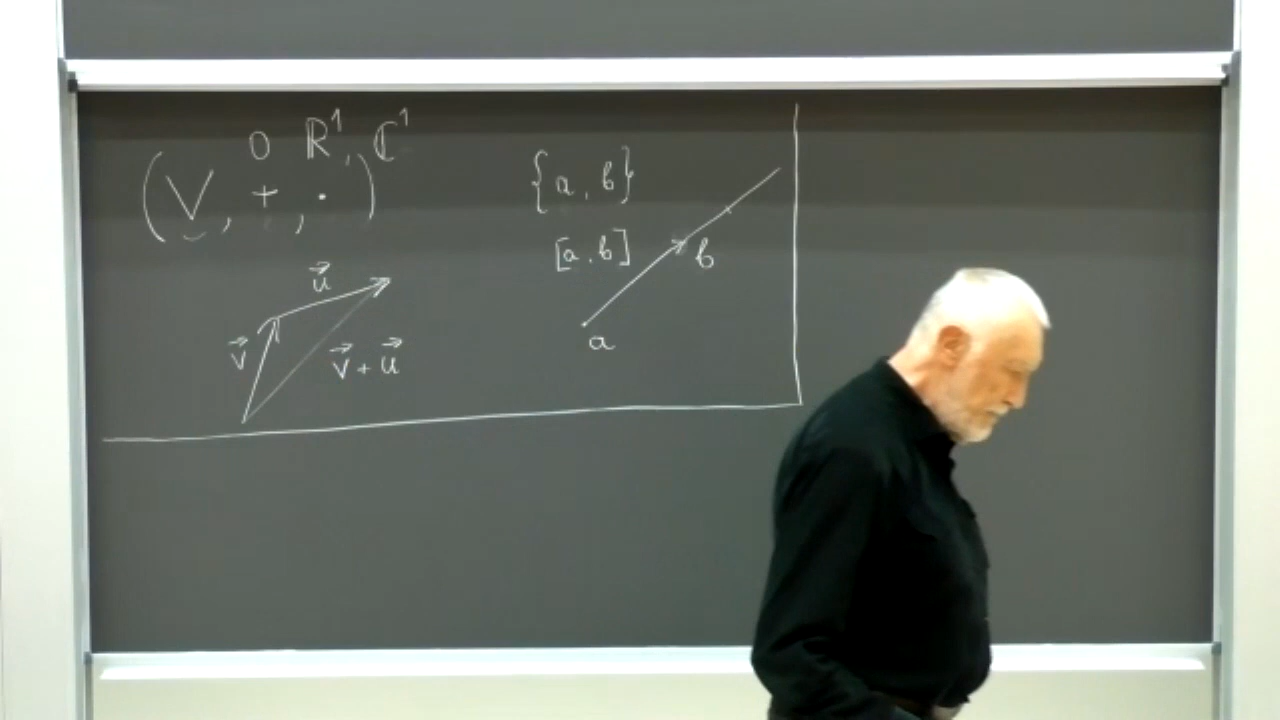 0 ℝ¹, ℂ¹
(V, +, ·)
u⃗
v⃗
v⃗ + u⃗
{a, b}
[a, b]
b
a